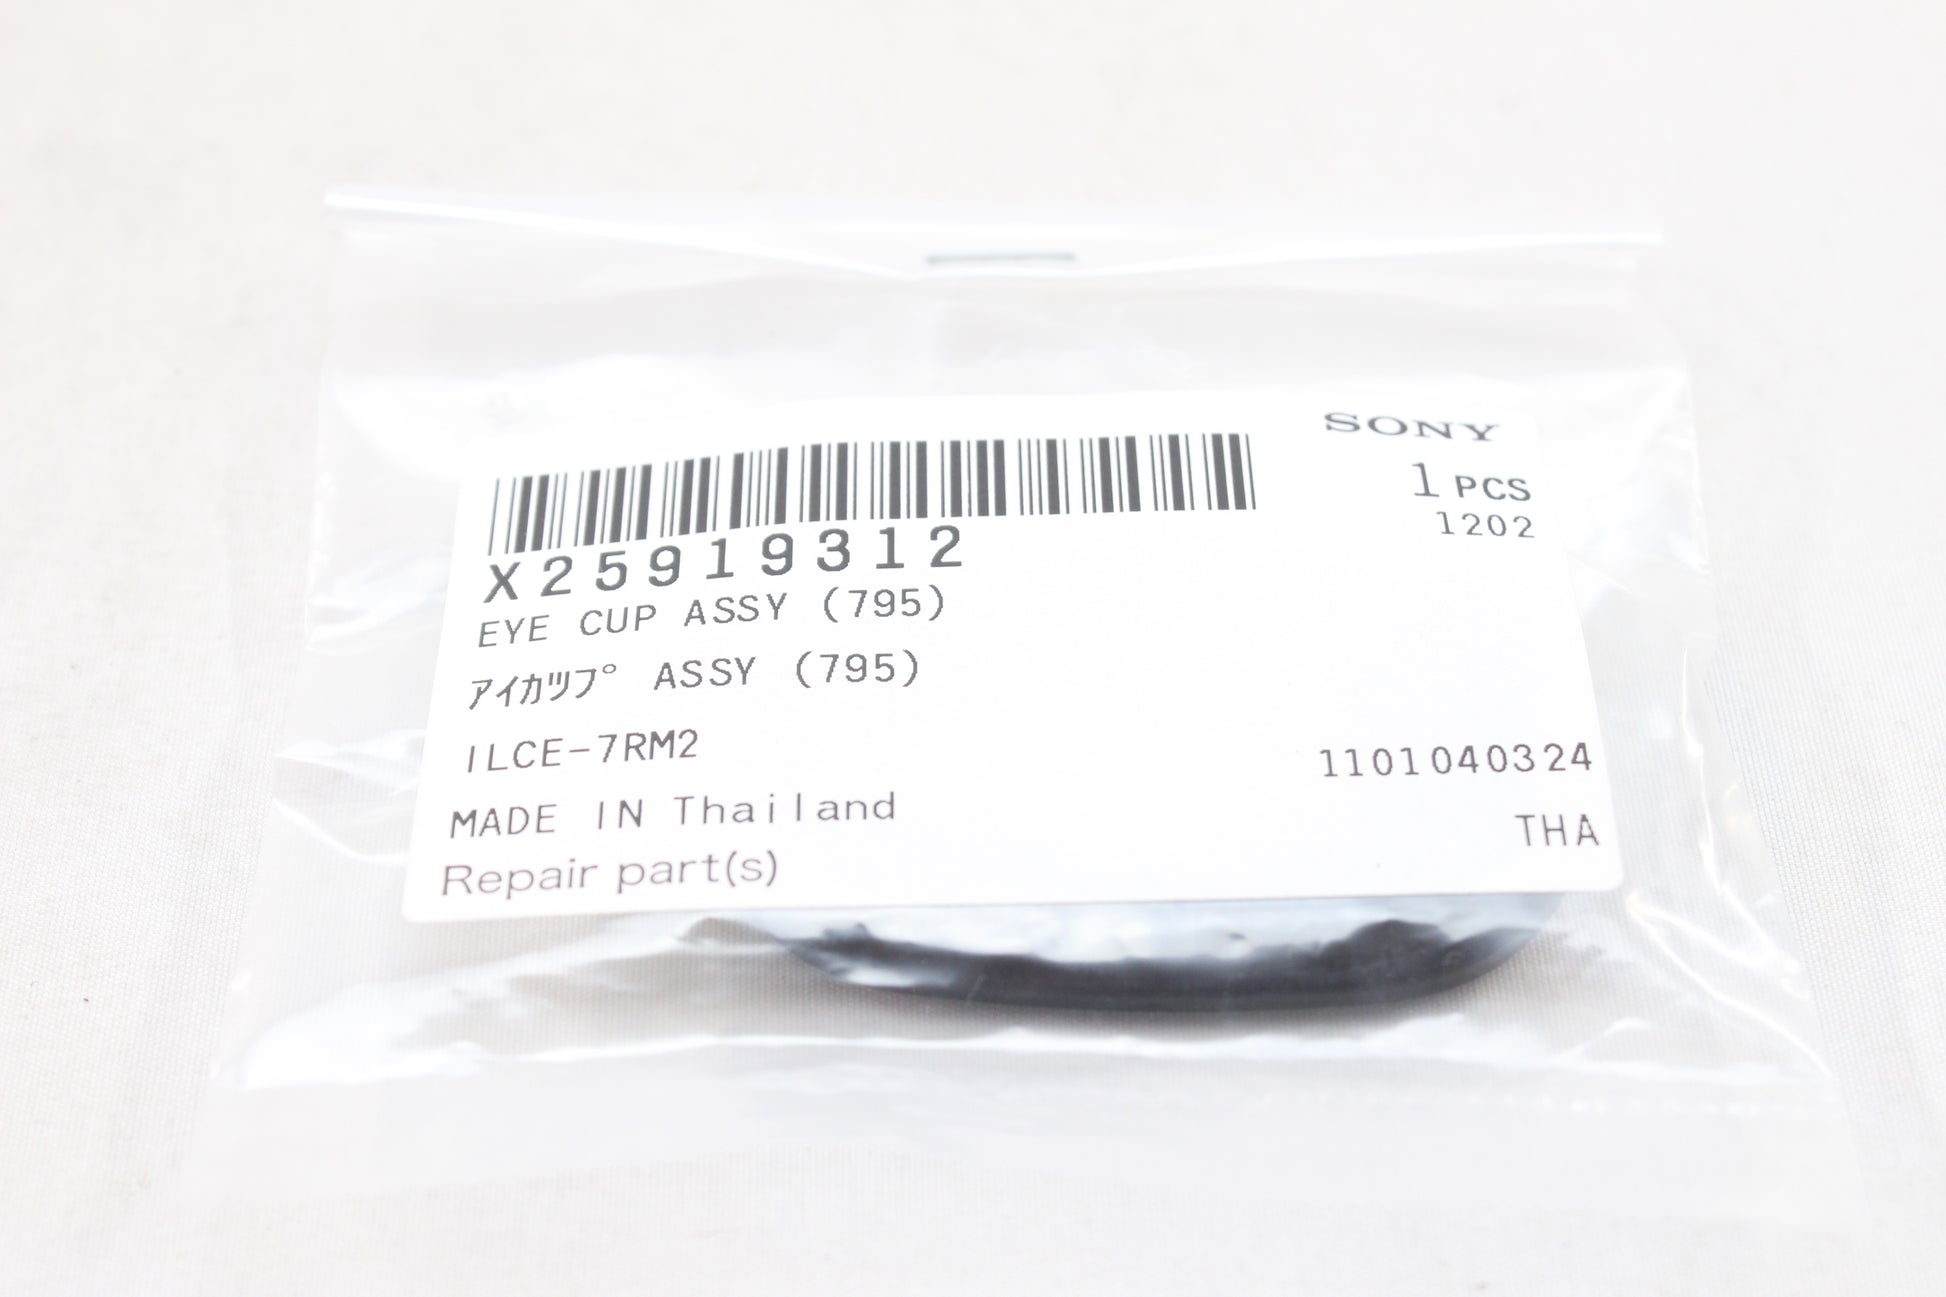 SONY
1 PCS
1202
X25919312
EYE CUP ASSY (795)
ｱｲｶﾂﾌﾟ ASSY (795)
ILCE-7RM2
1101040324
MADE IN Thailand
THA
Repair part(s)